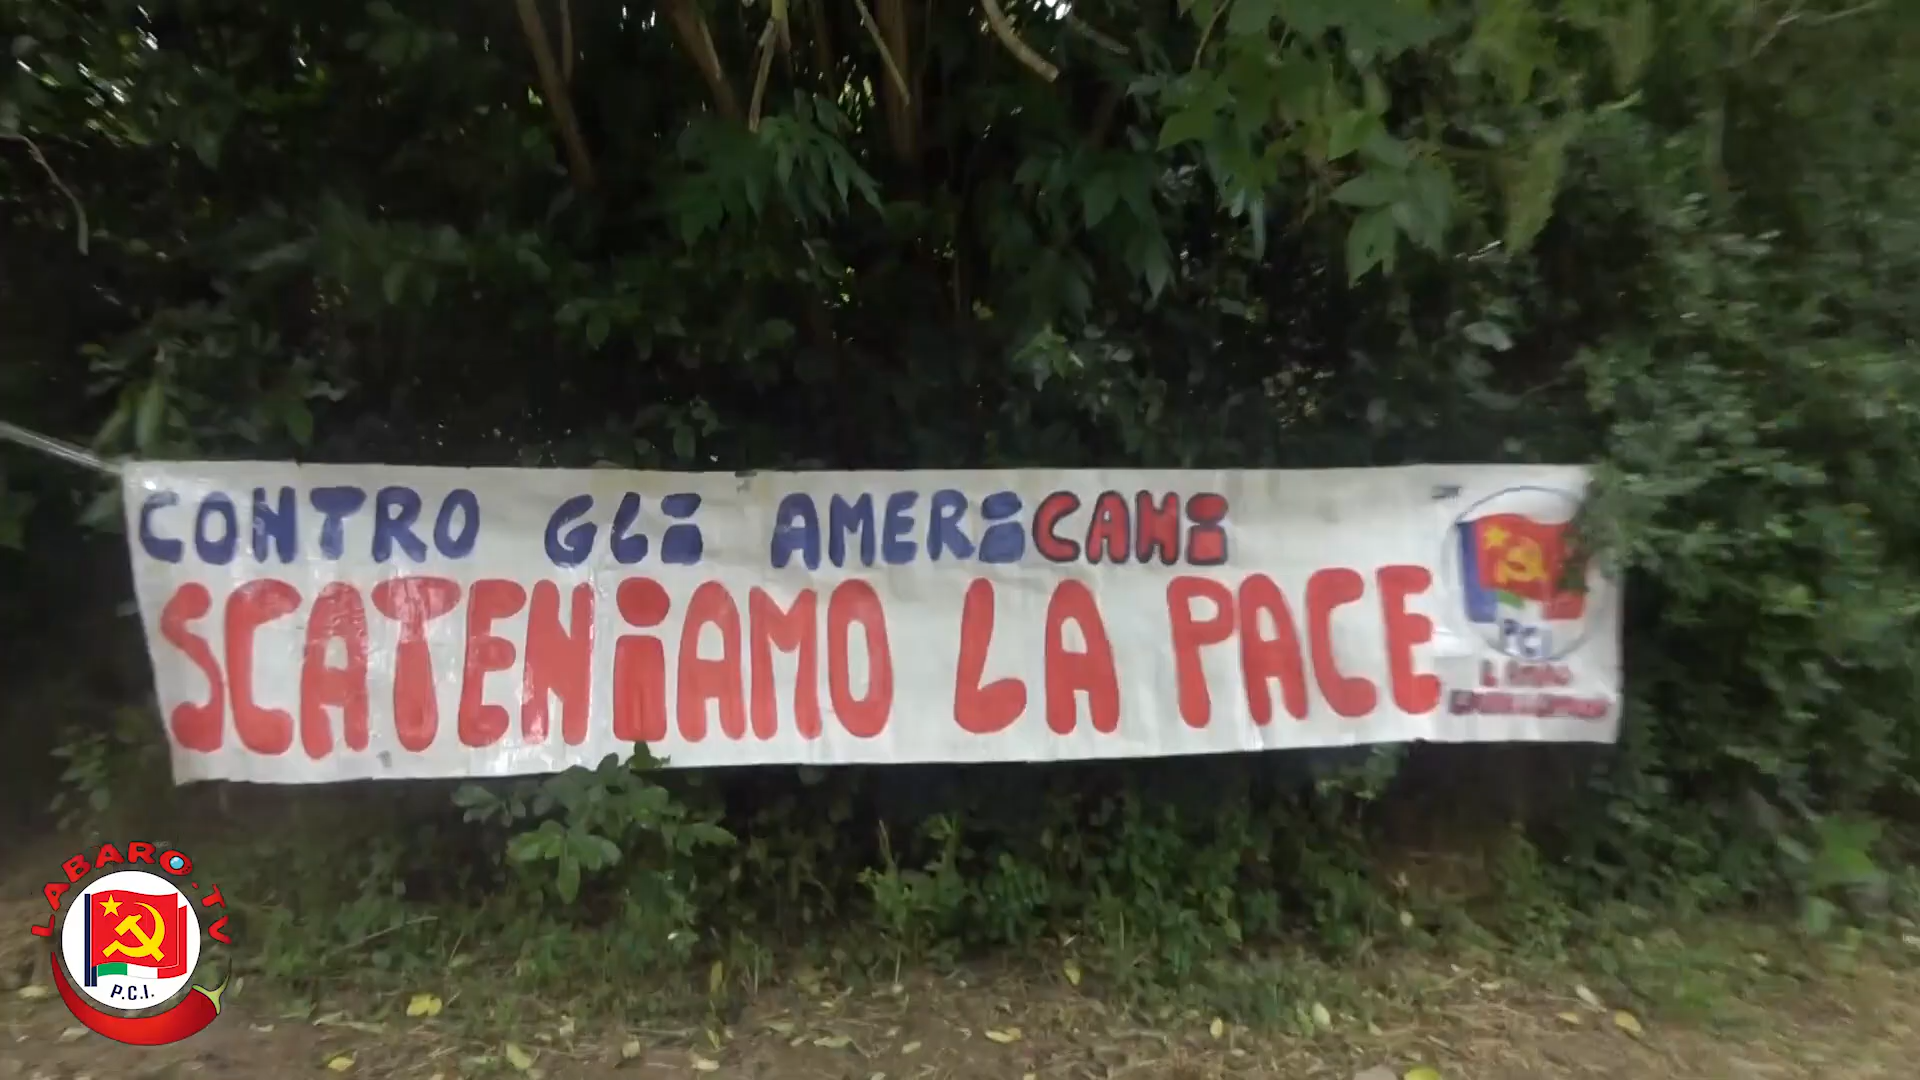 CONTRO GLI AMERICANI
SCATENIAMO LA PACE
PCI
LABARO.TV
P.C.I.